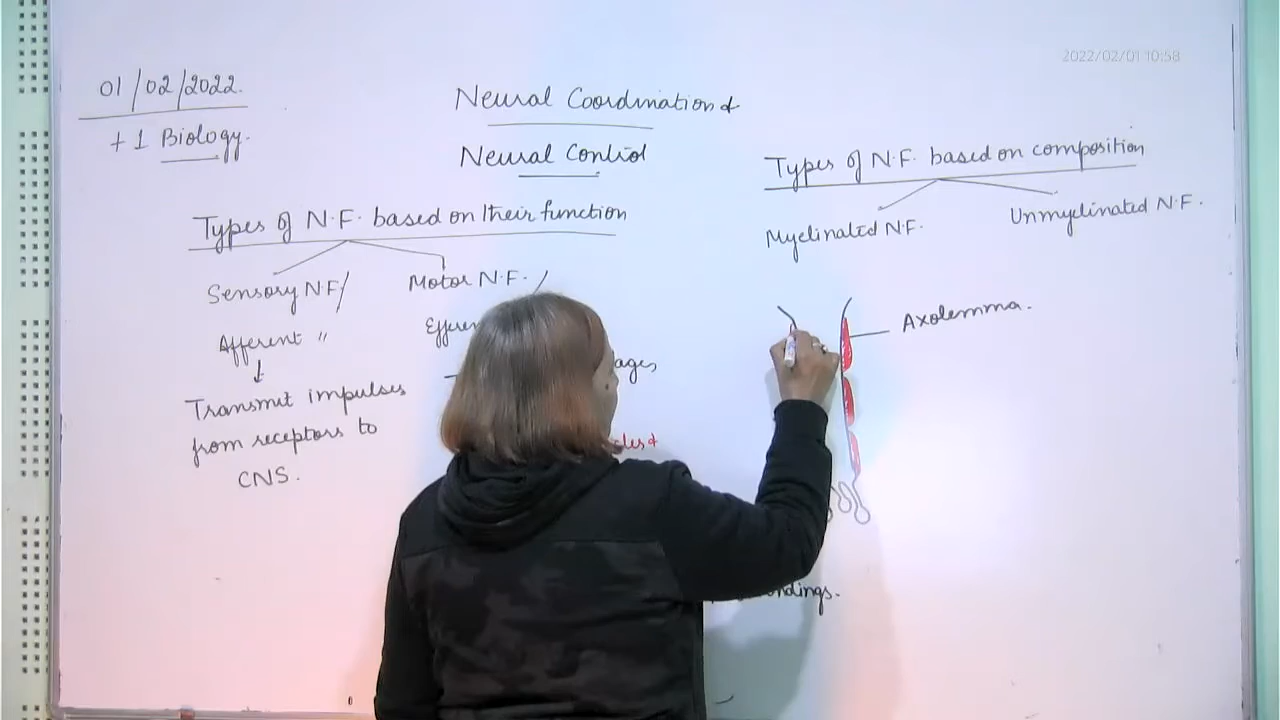 2022/02/01 10:58
01/02/2022.
+1 Biology.
Neural Coordination &
Neural Control
Types of N.F. based on their function
Sensory N.F/
Afferent "
Transmit impulses
from receptors to
CNS.
Motor N.F. /
Types of N.F. based on composition
Myelinated N.F.
Unmyelinated N.F.
Axolemma.